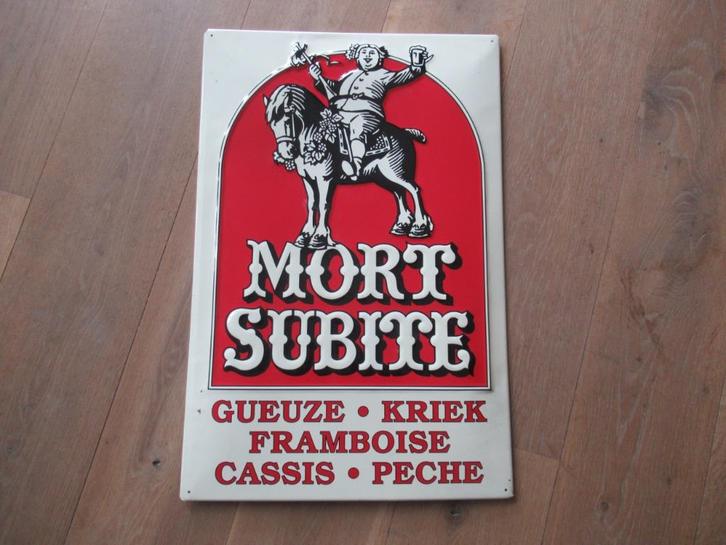 MORT
SUBITE
GUEUZE • KRIEK
FRAMBOISE
CASSIS • PECHE